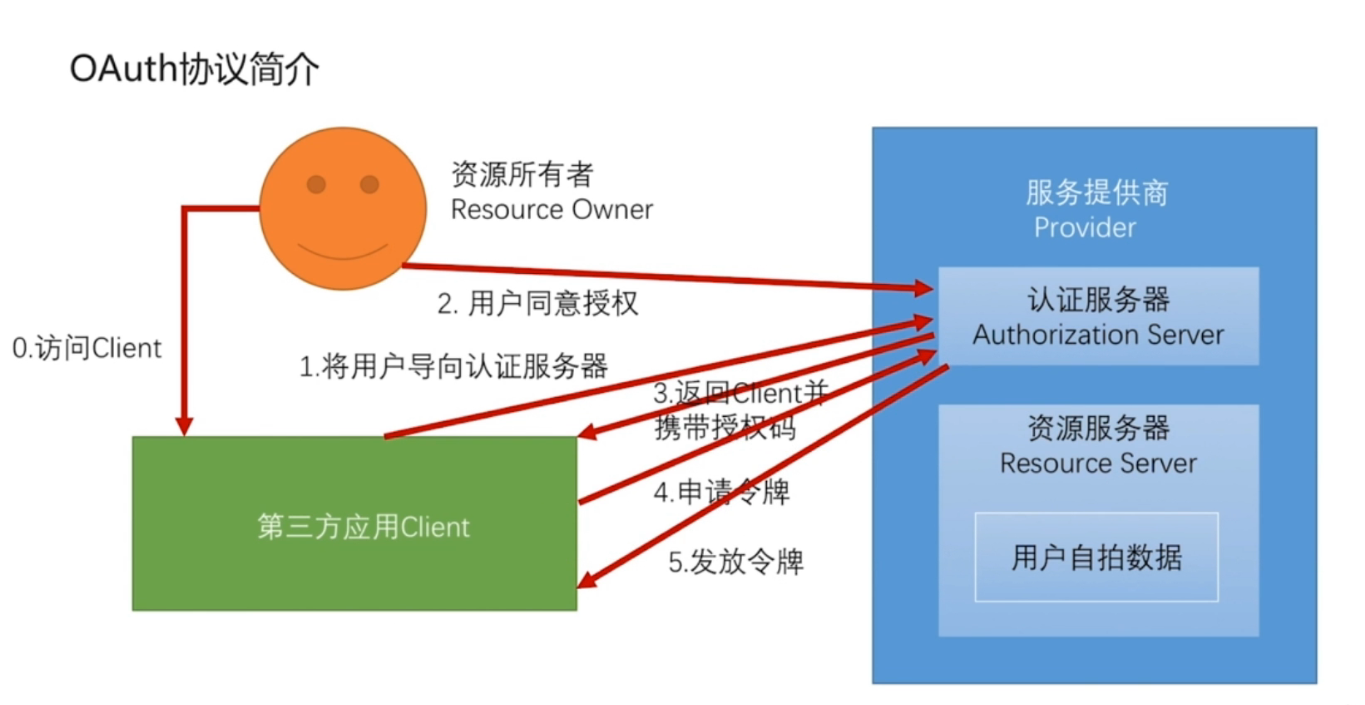 OAuth协议简介
资源所有者
Resource Owner
服务提供商
Provider
2. 用户同意授权
认证服务器
Authorization Server
0.访问Client
1.将用户导向认证服务器
3.返回Client并
携带授权码
资源服务器
Resource Server
4.申请令牌
第三方应用Client
5.发放令牌
用户自拍数据